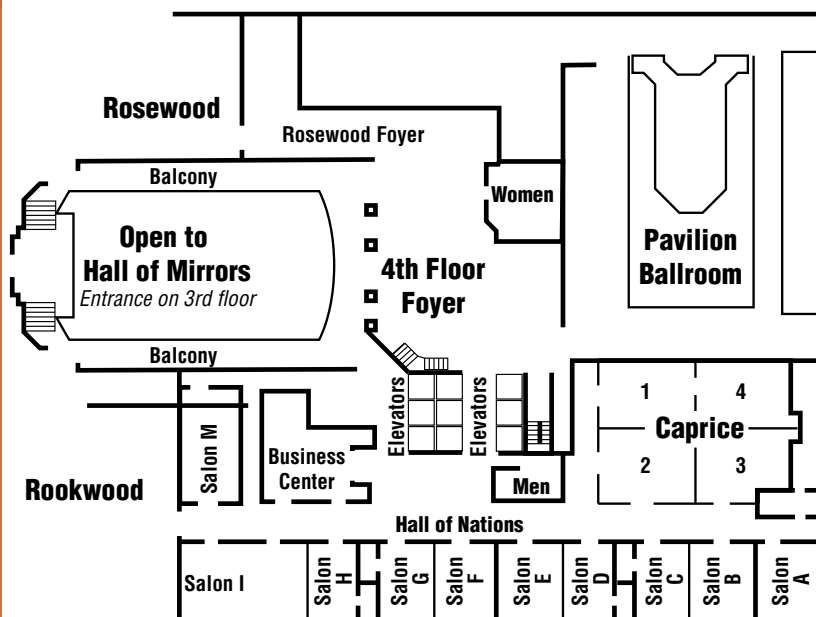 Rosewood
Rosewood Foyer
Balcony
Women
Open to
Hall of Mirrors
Entrance on 3rd floor
4th Floor
Foyer
Pavilion
Ballroom
Balcony
Elevators
Elevators
1
4
Caprice
2
3
Salon M
Business
Center
Rookwood
Men
Hall of Nations
Salon I
Salon
H
Salon
G
Salon
F
Salon
E
Salon
D
Salon
C
Salon
B
Salon
A